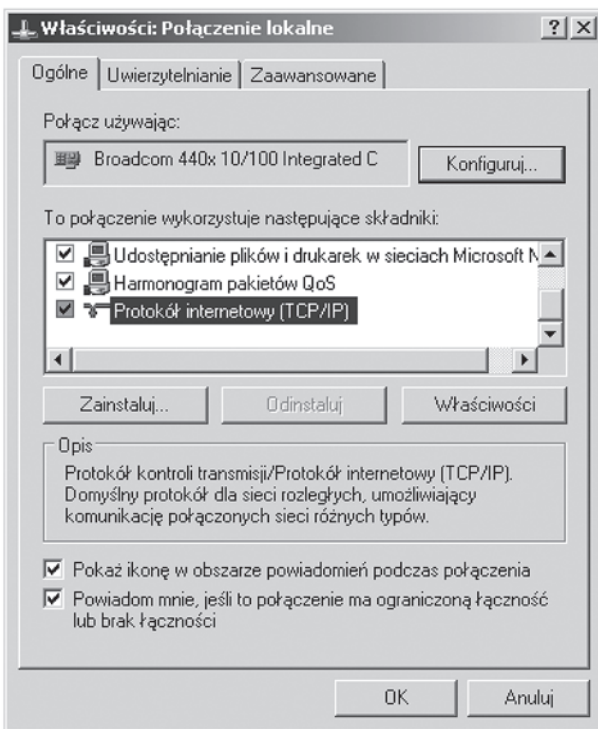 Właściwości: Połączenie lokalne
Ogólne
Uwierzytelnianie
Zaawansowane
Połącz używając:
Broadcom 440x 10/100 Integrated C
Konfiguruj...
To połączenie wykorzystuje następujące składniki:
Udostępnianie plików i drukarek w sieciach Microsoft N
Harmonogram pakietów QoS
Protokół internetowy (TCP/IP)
Zainstaluj...
Odinstaluj
Właściwości
Opis
Protokół kontroli transmisji/Protokół internetowy (TCP/IP).
Domyślny protokół dla sieci rozległych, umożliwiający
komunikację połączonych sieci różnych typów.
Pokaż ikonę w obszarze powiadomień podczas połączenia
Powiadom mnie, jeśli to połączenie ma ograniczoną łączność
lub brak łączności
OK
Anuluj